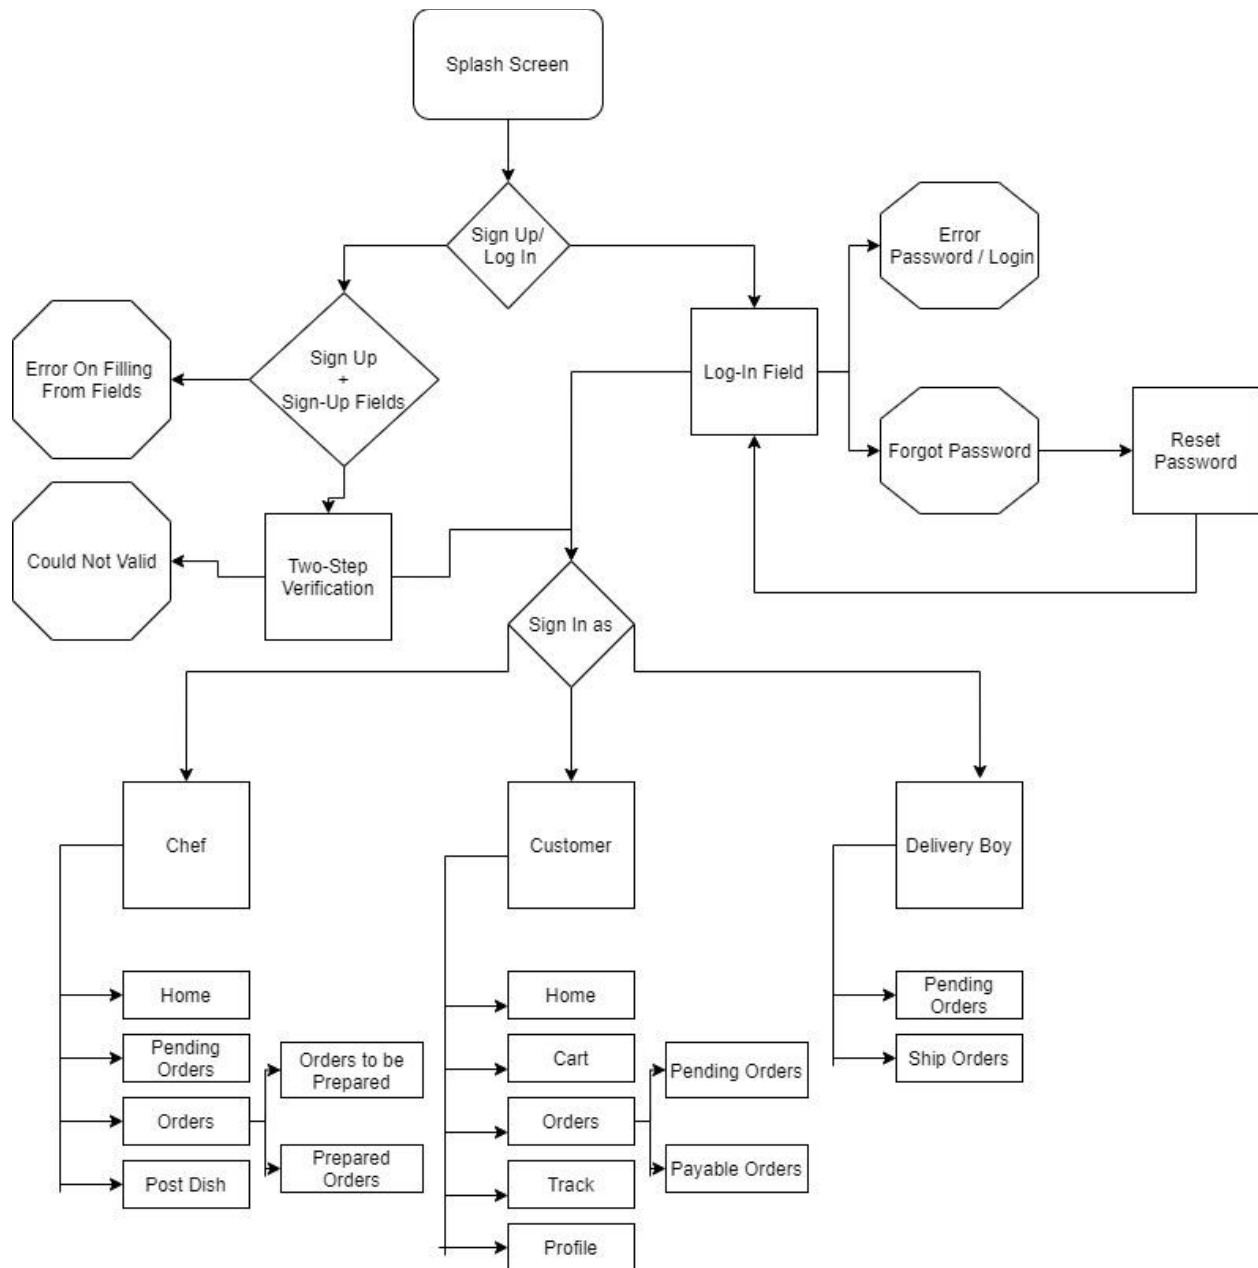 Splash Screen
Sign Up/
Log In
Error
Password / Login
Sign Up
+
Sign-Up Fields
Error On Filling
From Fields
Log-In Field
Forgot Password
Reset
Password
Could Not Valid
Two-Step
Verification
Sign In as
Chef
Customer
Delivery Boy
Home
Pending
Orders
Orders
Orders to be
Prepared
Prepared
Orders
Post Dish
Home
Cart
Orders
Pending Orders
Payable Orders
Track
Profile
Pending
Orders
Ship Orders